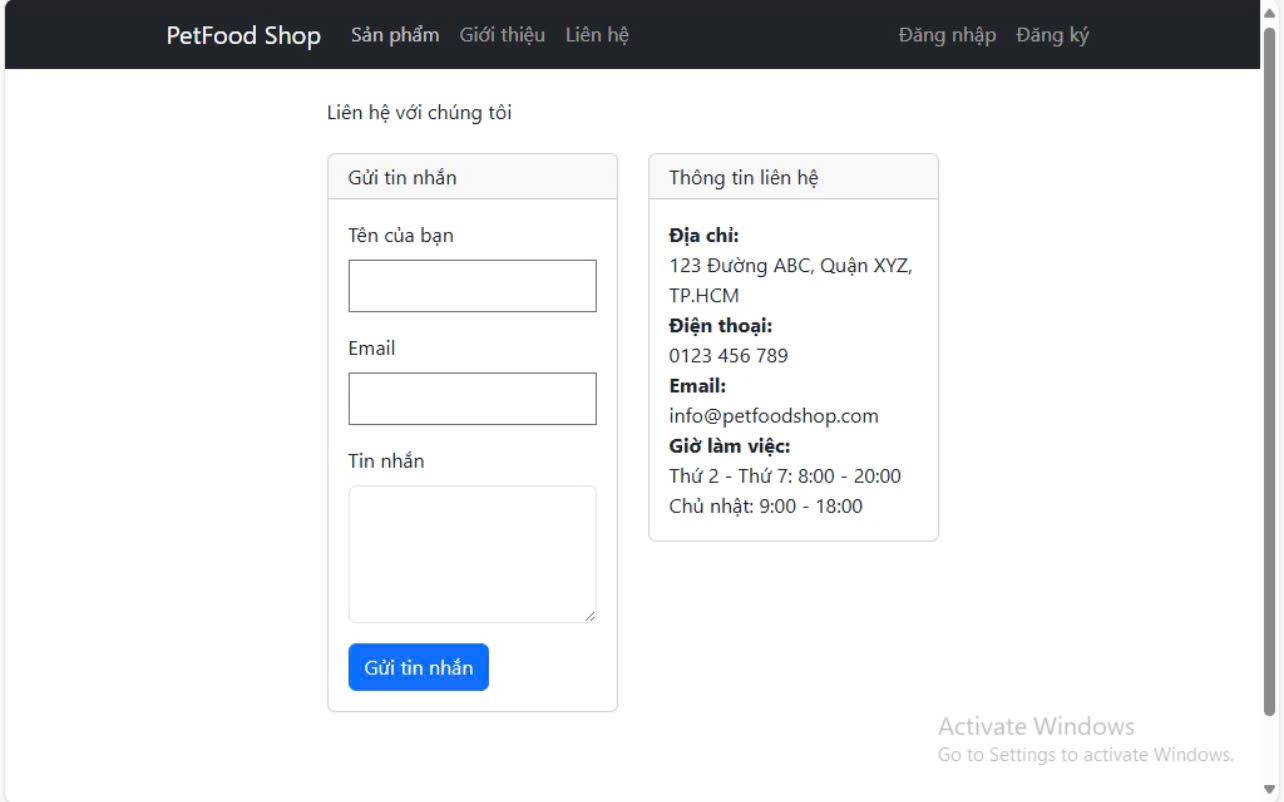 PetFood Shop Sản phẩm Giới thiệu Liên hệ Đăng nhập Đăng ký
Liên hệ với chúng tôi
Gửi tin nhắn
Tên của bạn
Email
Tin nhắn
Gửi tin nhắn
Thông tin liên hệ
Địa chỉ:
123 Đường ABC, Quận XYZ,
TP.HCM
Điện thoại:
0123 456 789
Email:
info@petfoodshop.com
Giờ làm việc:
Thứ 2 - Thứ 7: 8:00 - 20:00
Chủ nhật: 9:00 - 18:00
Activate Windows
Go to Settings to activate Windows.